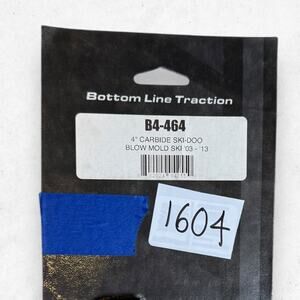 Bottom Line Traction
B4-464
4" CARBIDE SKI-DOO
BLOW MOLD SKI '03 - '13
1604